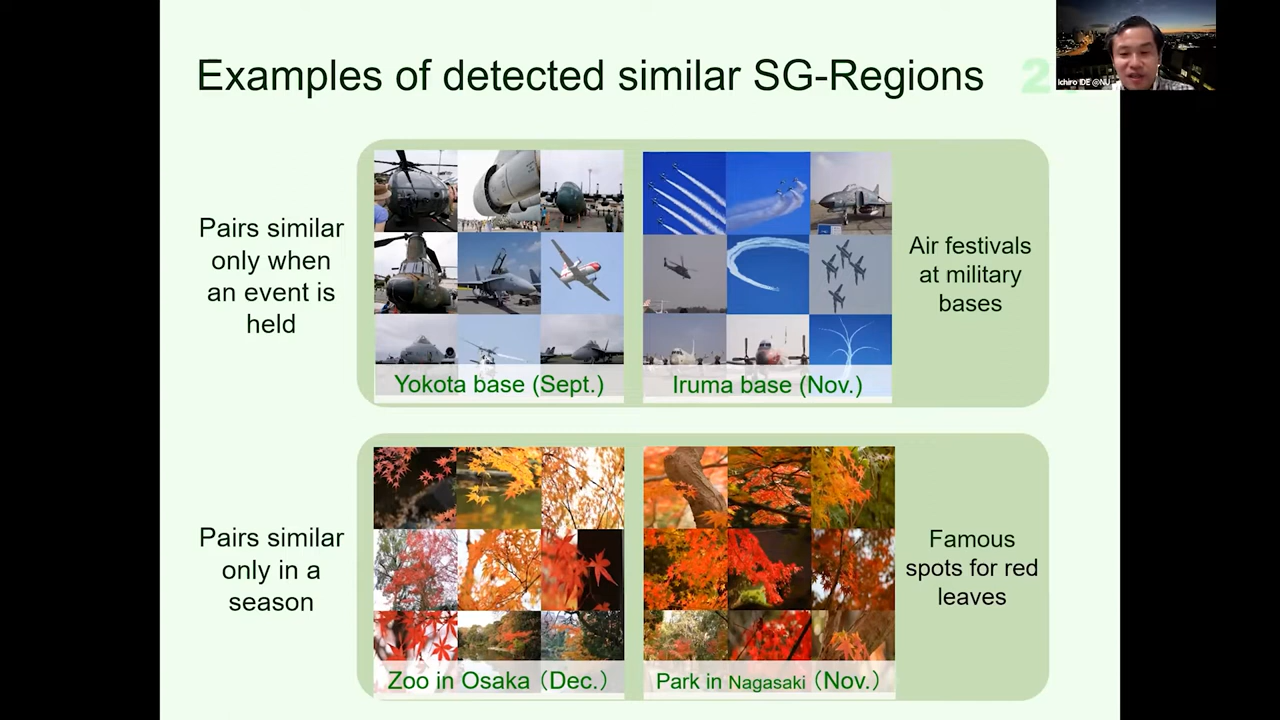 Examples of detected similar SG-Regions
2
Ichiro IDE @NU
Pairs similar
only when
an event is
held
Yokota base (Sept.)
Iruma base (Nov.)
Air festivals
at military
bases
Pairs similar
only in a
season
Zoo in Osaka (Dec.)
Park in Nagasaki (Nov.)
Famous
spots for red
leaves